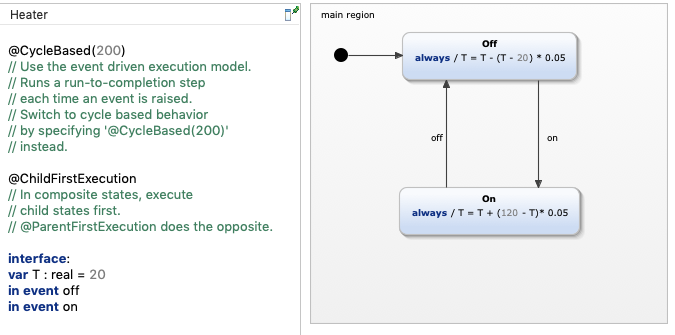 Heater
@CycleBased(200)
// Use the event driven execution model.
// Runs a run-to-completion step
// each time an event is raised.
// Switch to cycle based behavior
// by specifying '@CycleBased(200)'
// instead.
@ChildFirstExecution
// In composite states, execute
// child states first.
// @ParentFirstExecution does the opposite.
interface:
var T : real = 20
in event off
in event on
main region
Off
always / T = T - (T - 20) * 0.05
off
on
On
always / T = T + (120 - T)* 0.05